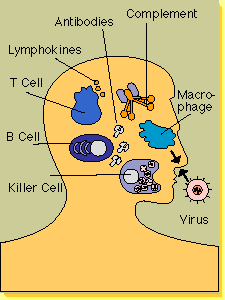 Complement
Antibodies
Lymphokines
T Cell
Macro-
phage
B Cell
Killer Cell
Virus